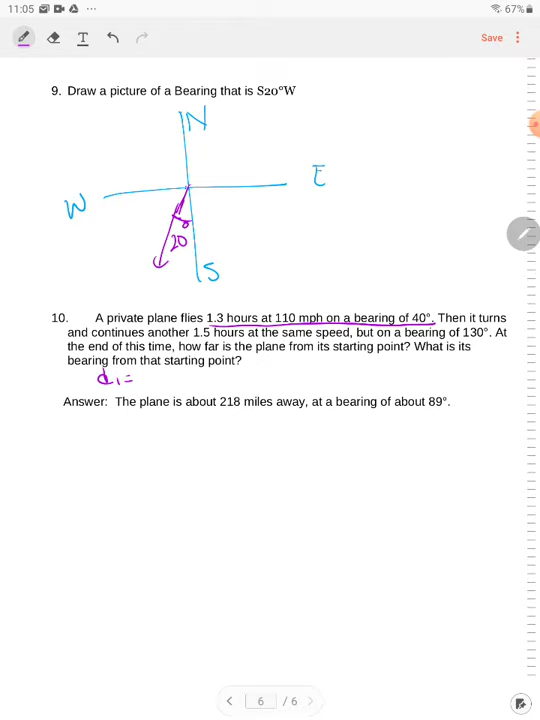 11:05 67%
T Save
9. Draw a picture of a Bearing that is S20°W
N
E
W
20°
S
10. A private plane flies 1.3 hours at 110 mph on a bearing of 40°. Then it turns
and continues another 1.5 hours at the same speed, but on a bearing of 130°. At
the end of this time, how far is the plane from its starting point? What is its
bearing from that starting point?
d₁=
Answer: The plane is about 218 miles away, at a bearing of about 89°.
6 / 6